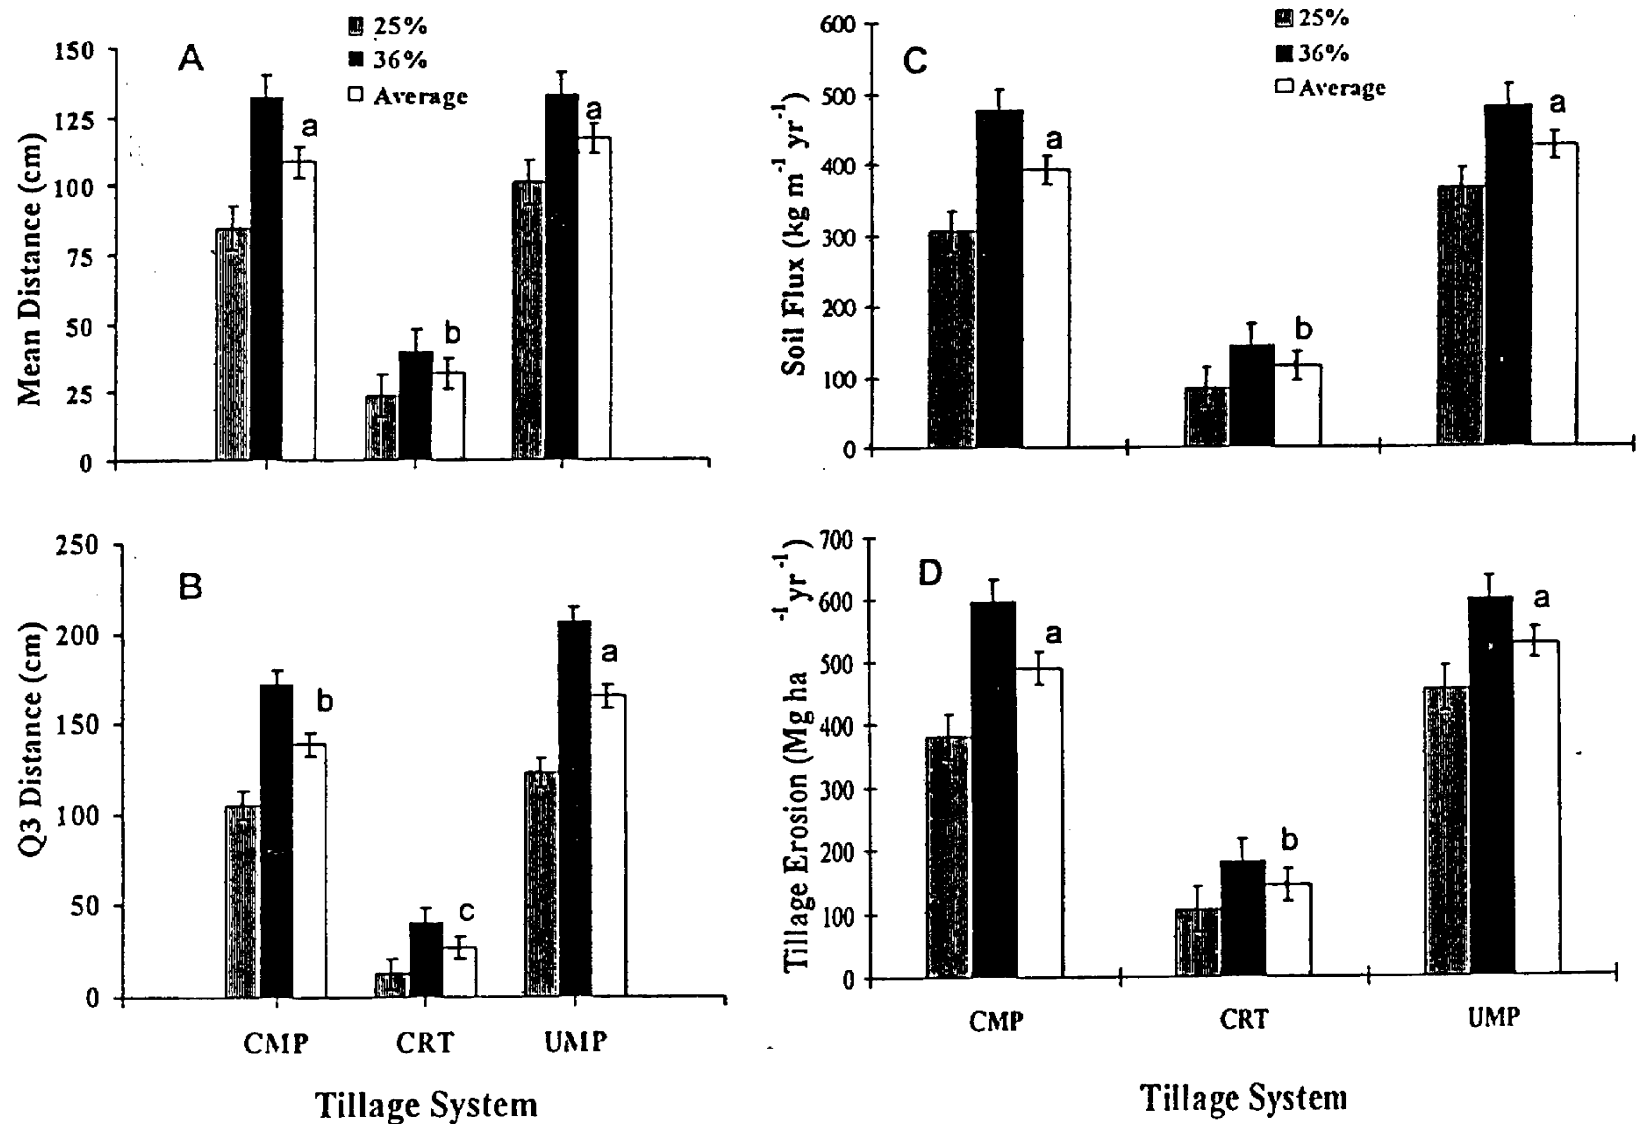 25%
36%
Average
A
150
125
100
75
50
25
0
Mean Distance (cm)
a
b
a
25%
36%
Average
C
600
500
400
300
200
100
0
Soil Flux (kg m⁻¹ yr⁻¹)
a
b
a
B
250
200
150
100
50
0
Q3 Distance (cm)
b
c
a
CMP CRT UMP
Tillage System
D
700
600
500
400
300
200
100
0
Tillage Erosion (Mg ha ⁻¹ yr⁻¹)
a
b
a
CMP CRT UMP
Tillage System